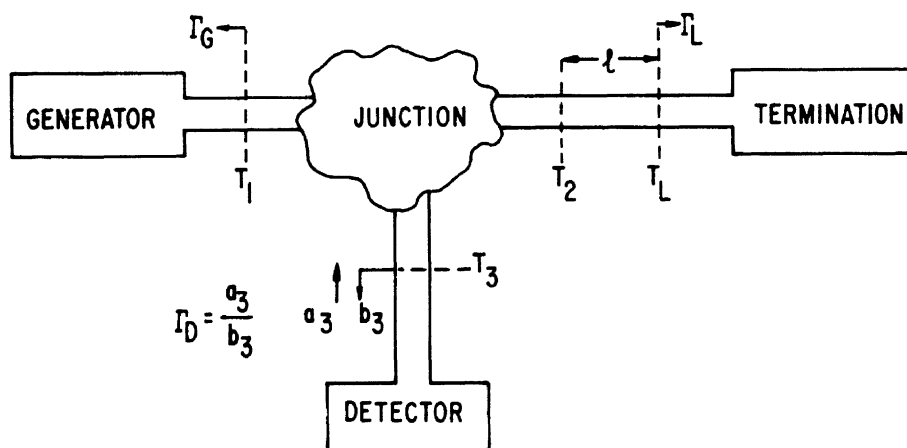 Γ_G
ℓ
Γ_L
GENERATOR
JUNCTION
TERMINATION
T_1
T_2
T_L
T_3
Γ_D = a_3 / b_3
a_3
b_3
DETECTOR